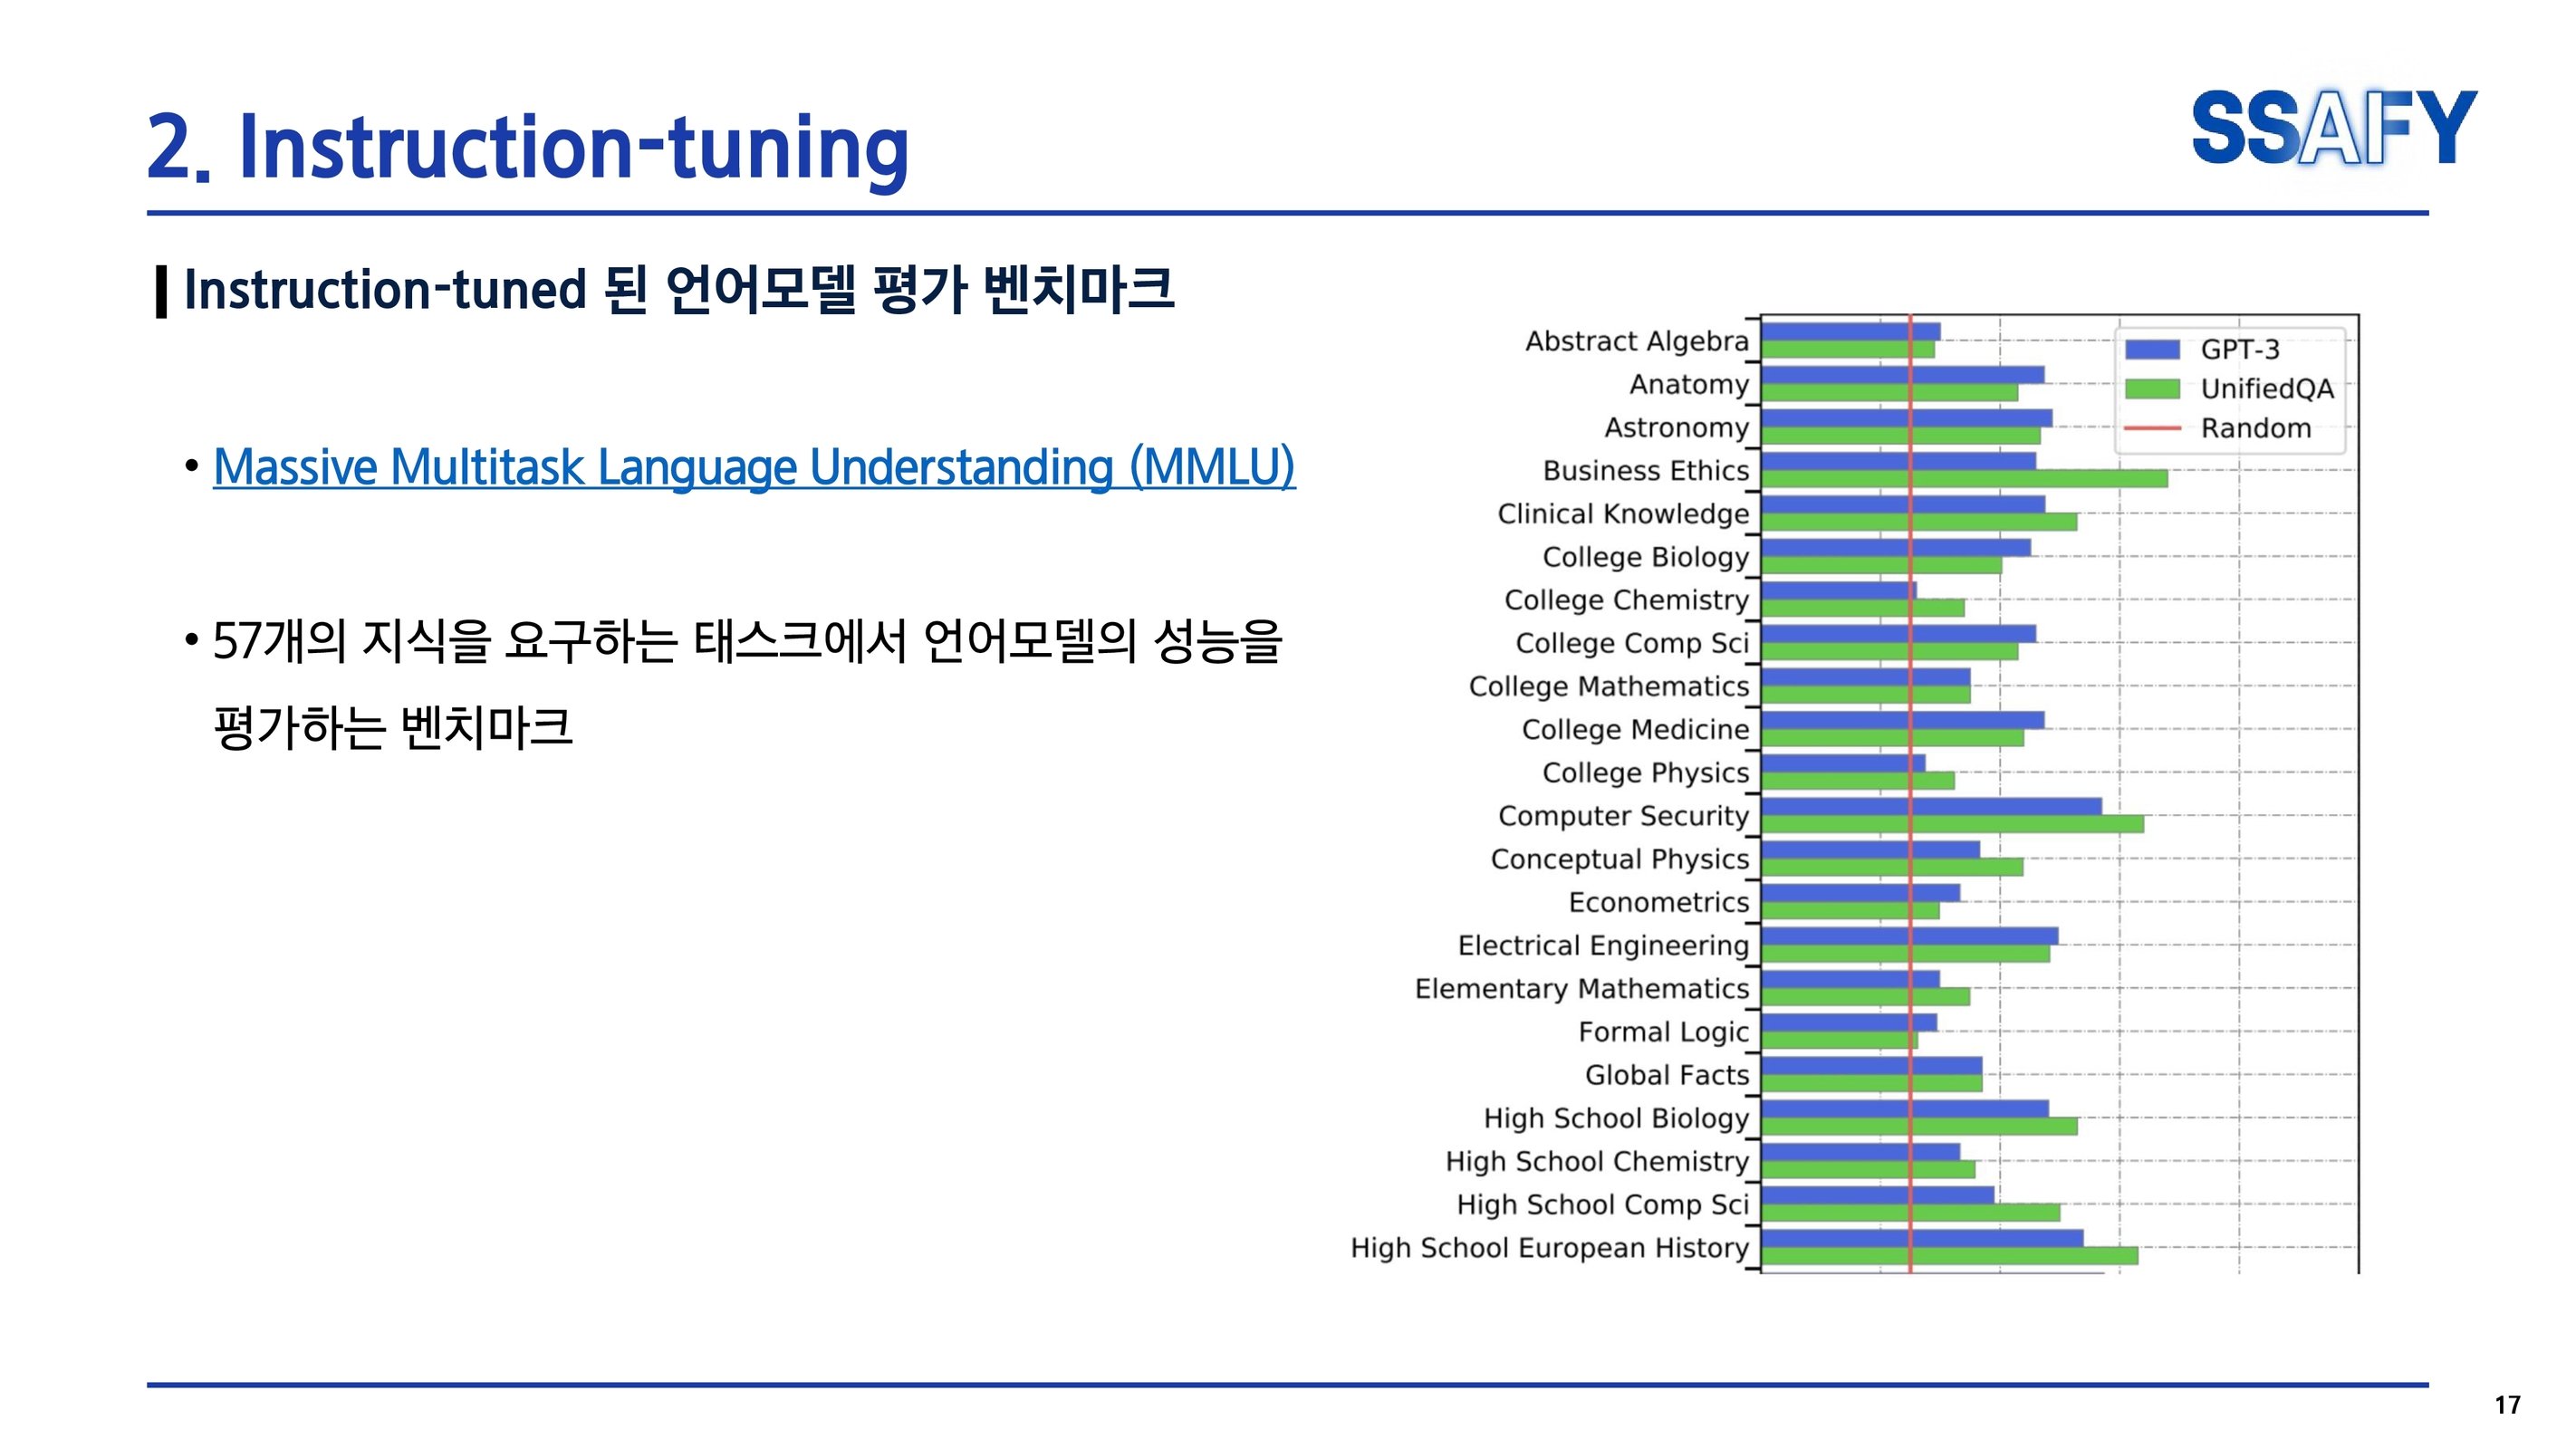 2. Instruction-tuning
SSAFY
Instruction-tuned 된 언어모델 평가 벤치마크
• Massive Multitask Language Understanding (MMLU)
• 57개의 지식을 요구하는 태스크에서 언어모델의 성능을
평가하는 벤치마크
Abstract Algebra
Anatomy
Astronomy
Business Ethics
Clinical Knowledge
College Biology
College Chemistry
College Comp Sci
College Mathematics
College Medicine
College Physics
Computer Security
Conceptual Physics
Econometrics
Electrical Engineering
Elementary Mathematics
Formal Logic
Global Facts
High School Biology
High School Chemistry
High School Comp Sci
High School European History
GPT-3
UnifiedQA
Random
17